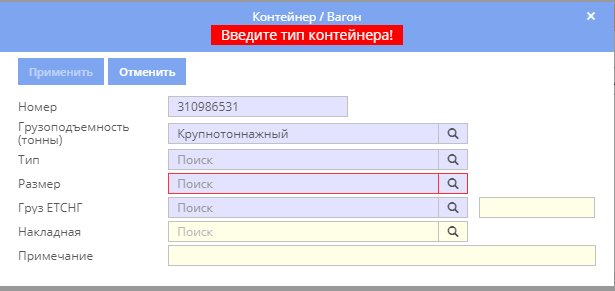 Контейнер / Вагон
×
Введите тип контейнера!
Применить Отменить
Номер 310986531
Грузоподъемность
(тонны) Крупнотоннажный
Тип Поиск
Размер Поиск
Груз ЕТСНГ Поиск
Накладная Поиск
Примечание